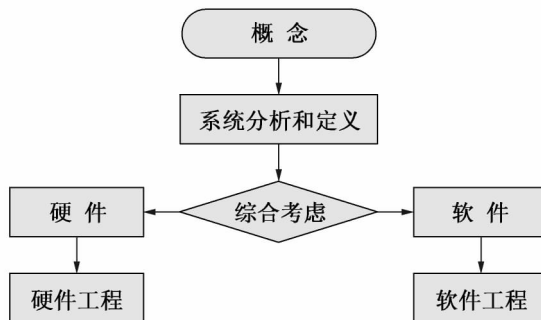 概 念
系统分析和定义
硬 件
综合考虑
软 件
硬件工程
软件工程